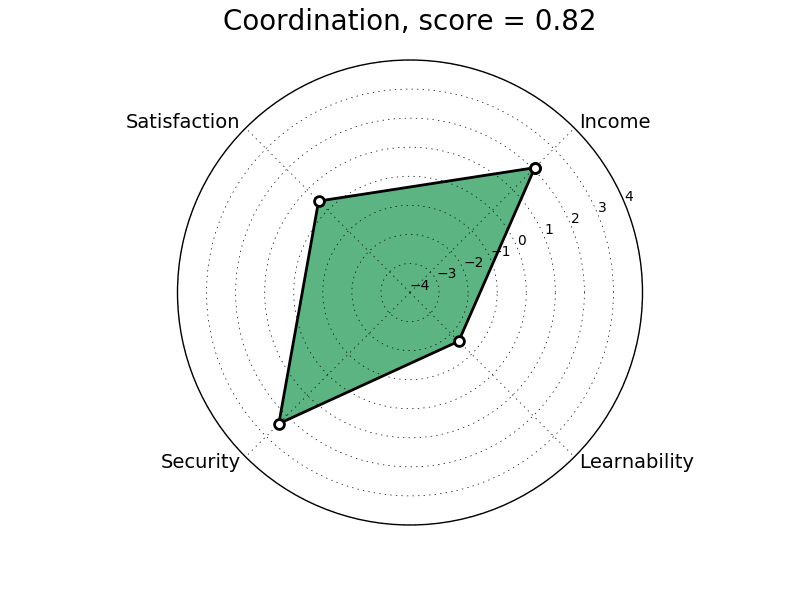 Coordination, score = 0.82
Satisfaction
Income
4
3
2
1
0
−1
−2
−3
−4
Security
Learnability